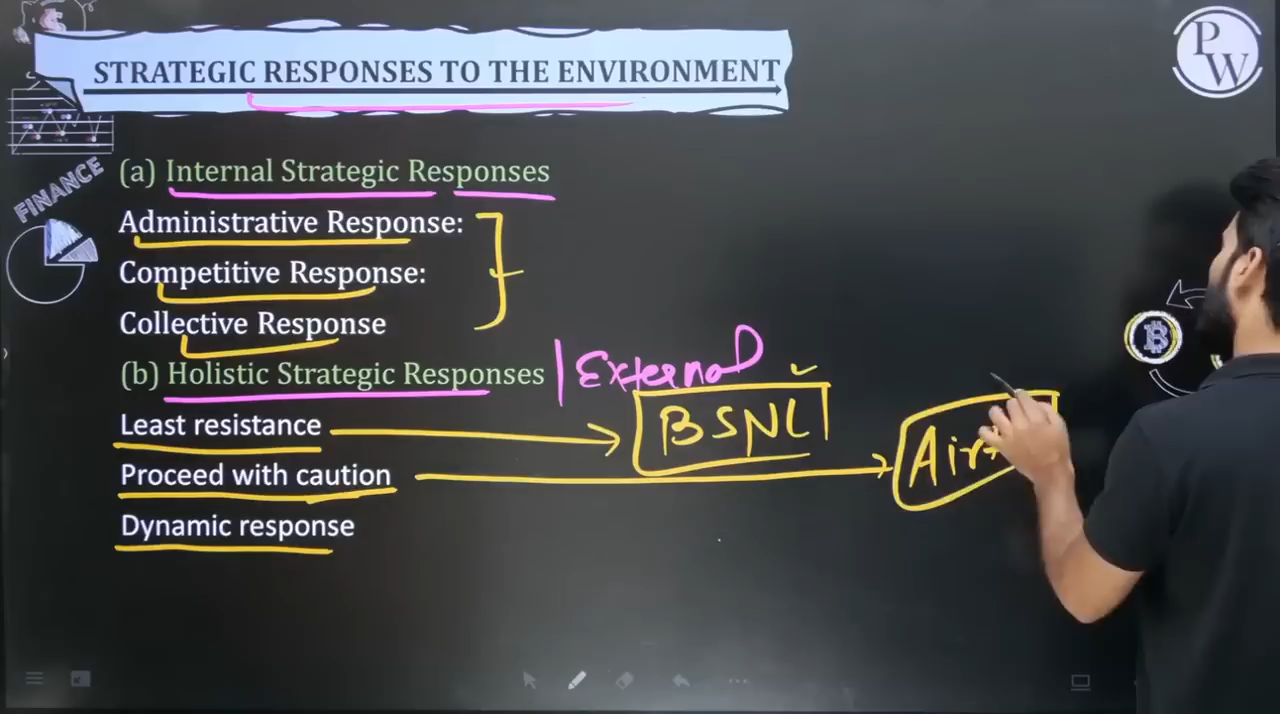 STRATEGIC RESPONSES TO THE ENVIRONMENT
PW
FINANCE
(a) Internal Strategic Responses
Administrative Response:
Competitive Response:
Collective Response
(b) Holistic Strategic Responses | External
Least resistance BSNL
Proceed with caution
Dynamic response